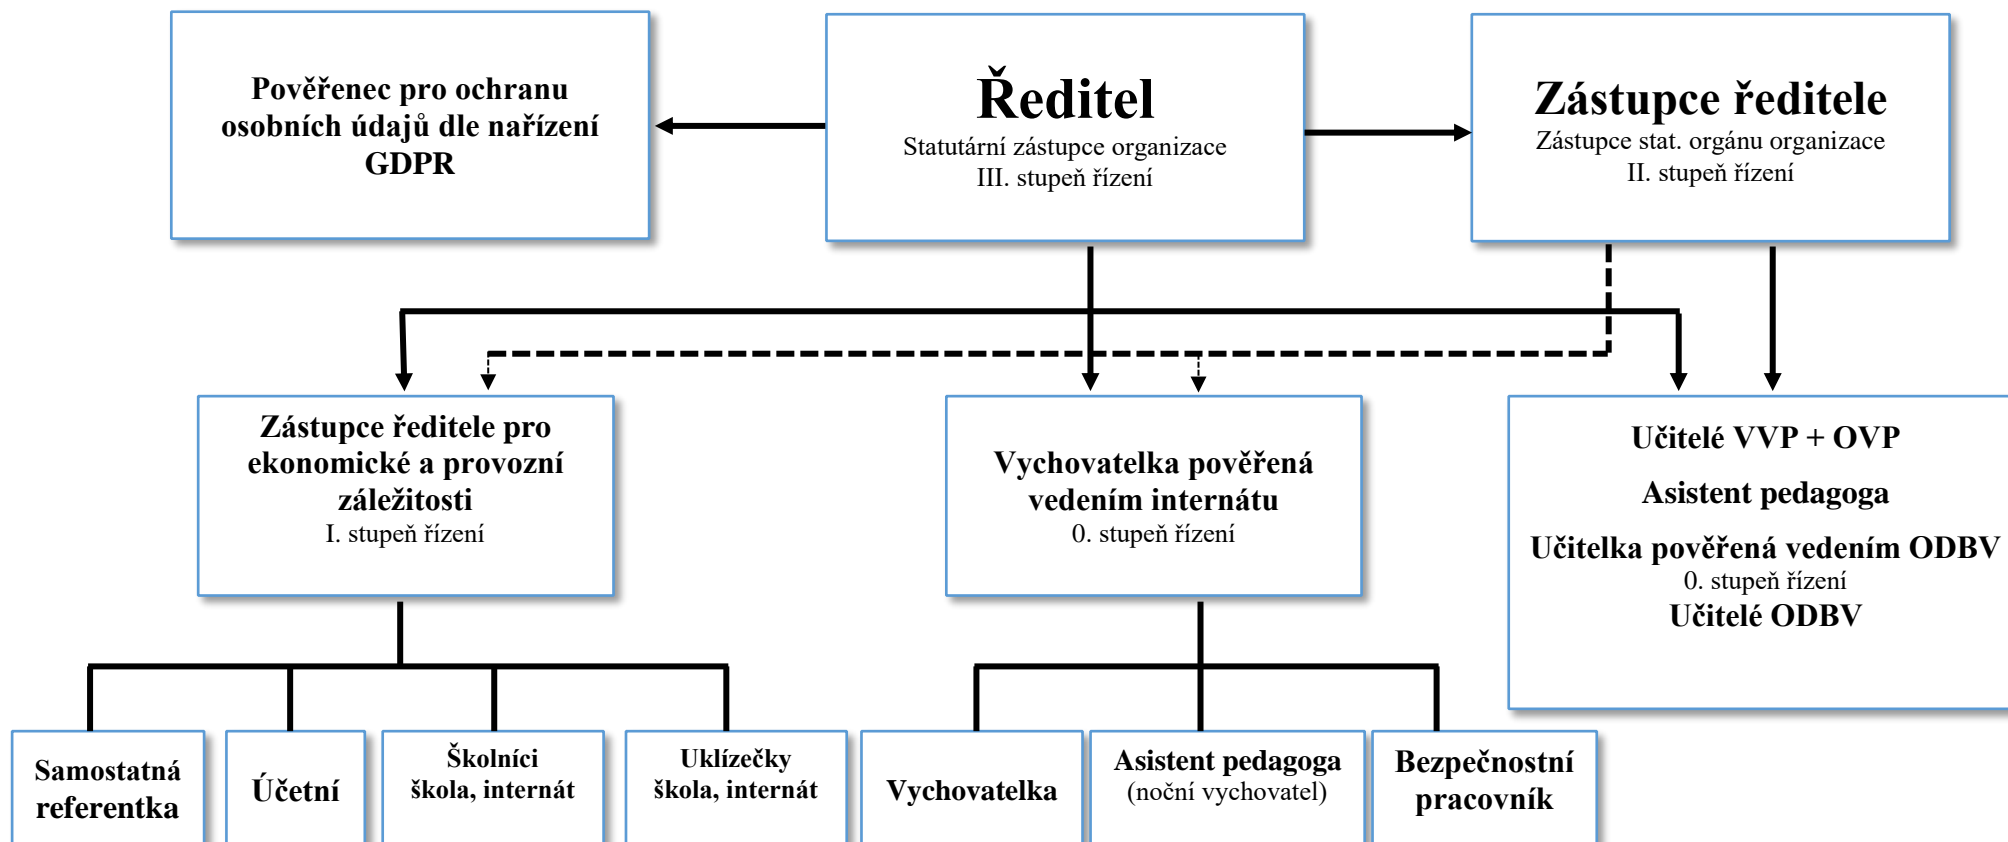 Pověřenec pro ochranu
osobních údajů dle nařízení
GDPR
Ředitel
Statutární zástupce organizace
III. stupeň řízení
Zástupce ředitele
Zástupce stat. orgánu organizace
II. stupeň řízení
Zástupce ředitele pro
ekonomické a provozní
záležitosti
I. stupeň řízení
Vychovatelka pověřená
vedením internátu
0. stupeň řízení
Učitelé VVP + OVP
Asistent pedagoga
Učitelka pověřená vedením ODBV
0. stupeň řízení
Učitelé ODBV
Samostatná
referentka
Účetní
Školníci
škola, internát
Uklízečky
škola, internát
Vychovatelka
Asistent pedagoga
(noční vychovatel)
Bezpečnostní
pracovník